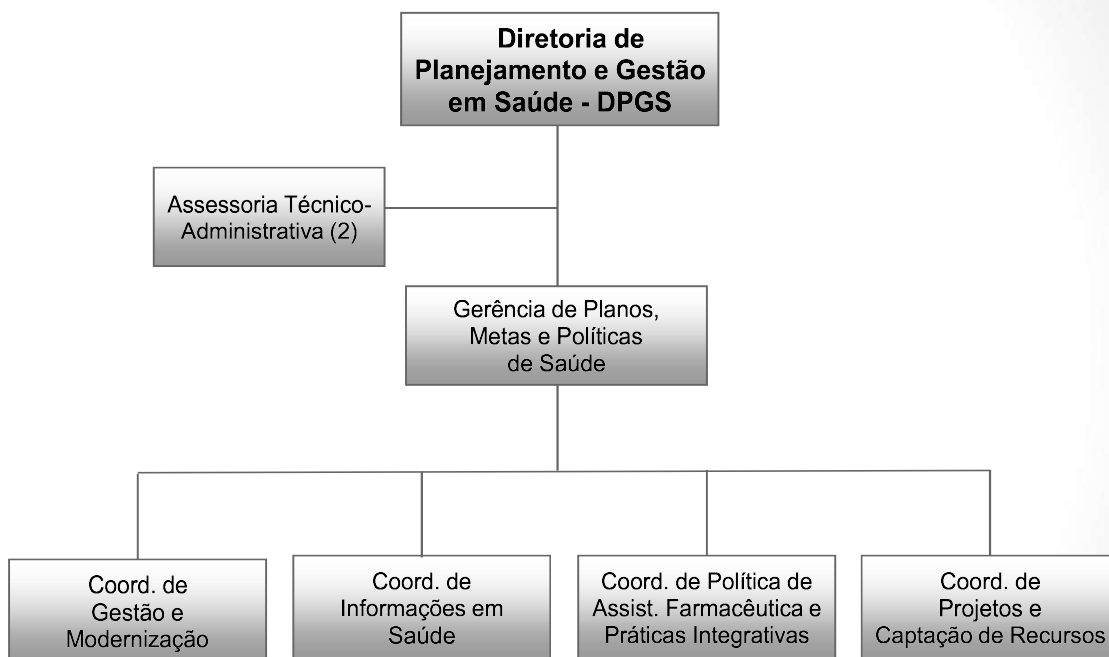 Diretoria de
Planejamento e Gestão
em Saúde - DPGS
Assessoria Técnico-
Administrativa (2)
Gerência de Planos,
Metas e Políticas
de Saúde
Coord. de
Gestão e
Modernização
Coord. de
Informações em
Saúde
Coord. de Política de
Assist. Farmacêutica e
Práticas Integrativas
Coord. de
Projetos e
Captação de Recursos